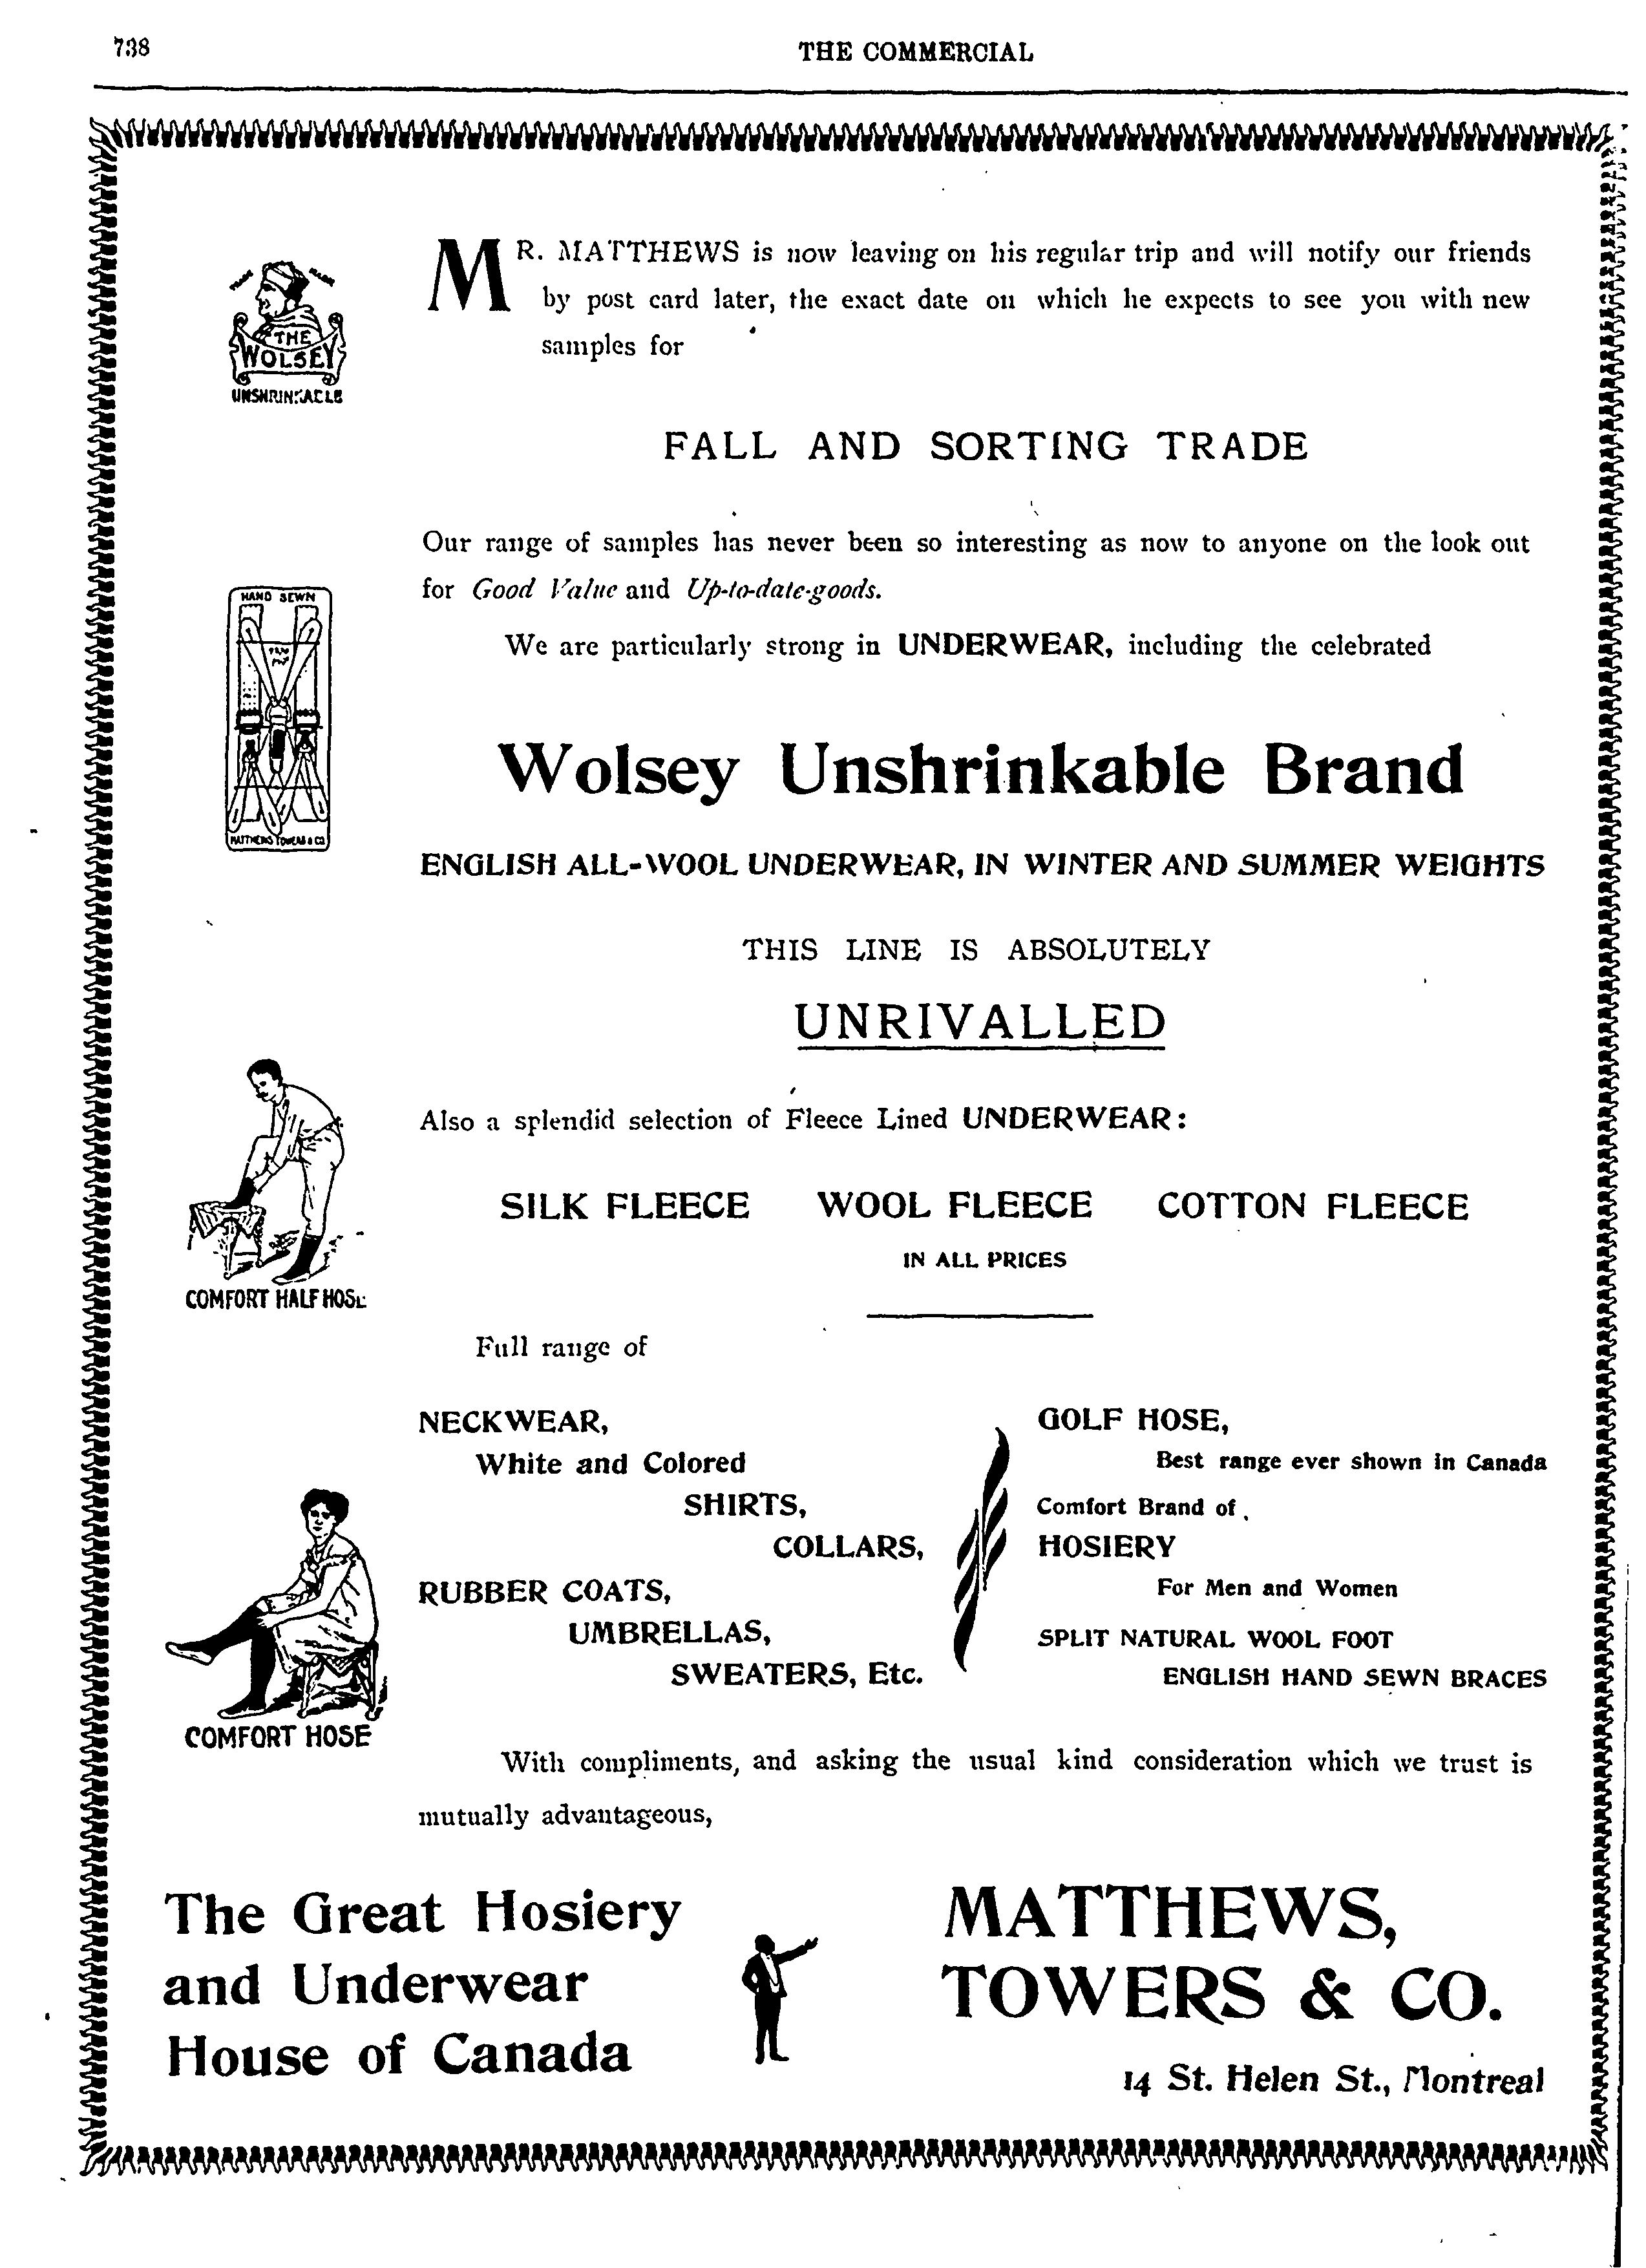 738
THE COMMERCIAL
TRADE MARK
THE
WOLSEY
UNSHRINKABLE
MR. MATTHEWS is now leaving on his regular trip and will notify our friends
by post card later, the exact date on which he expects to see you with new
samples for
FALL AND SORTING TRADE
Our range of samples has never been so interesting as now to anyone on the look out
for Good Value and Up-to-date-goods.
HAND SEWN
MATTHEWS TOWERS & CO
We are particularly strong in UNDERWEAR, including the celebrated
Wolsey Unshrinkable Brand
ENGLISH ALL-WOOL UNDERWEAR, IN WINTER AND SUMMER WEIGHTS
THIS LINE IS ABSOLUTELY
UNRIVALLED
Also a splendid selection of Fleece Lined UNDERWEAR:
SILK FLEECE WOOL FLEECE COTTON FLEECE
IN ALL PRICES
COMFORT HALF HOSE
Full range of
NECKWEAR,
White and Colored
SHIRTS,
COLLARS,
RUBBER COATS,
UMBRELLAS,
SWEATERS, Etc.
GOLF HOSE,
Best range ever shown in Canada
Comfort Brand of
HOSIERY
For Men and Women
SPLIT NATURAL WOOL FOOT
ENGLISH HAND SEWN BRACES
COMFORT HOSE
With compliments, and asking the usual kind consideration which we trust is
mutually advantageous,
The Great Hosiery
and Underwear
House of Canada
MATTHEWS,
TOWERS & CO.
14 St. Helen St., Montreal